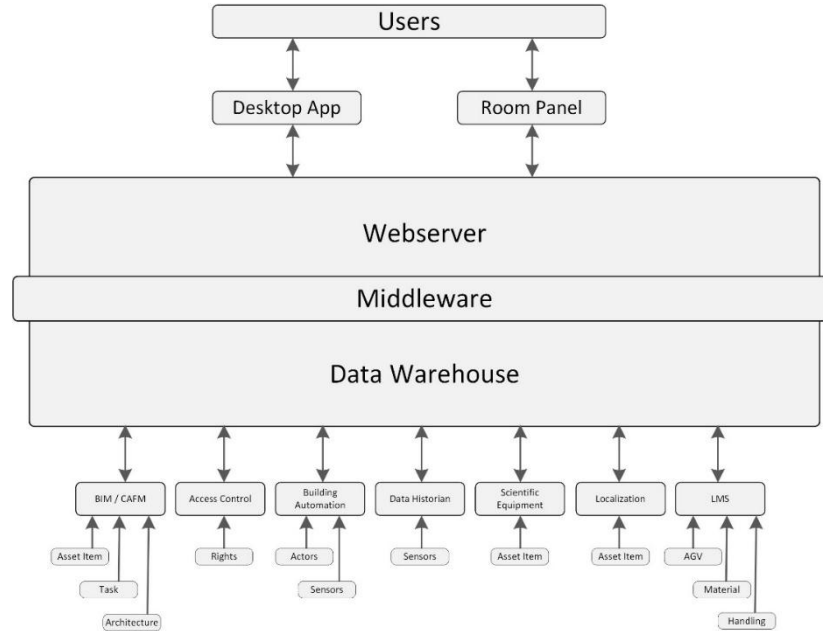 Users
Desktop App
Room Panel
Webserver
Middleware
Data Warehouse
BIM / CAFM
Access Control
Building
Automation
Data Historian
Scientific
Equipment
Localization
LMS
Asset Item
Rights
Actors
Sensors
Asset Item
Asset Item
AGV
Task
Sensors
Material
Architecture
Handling